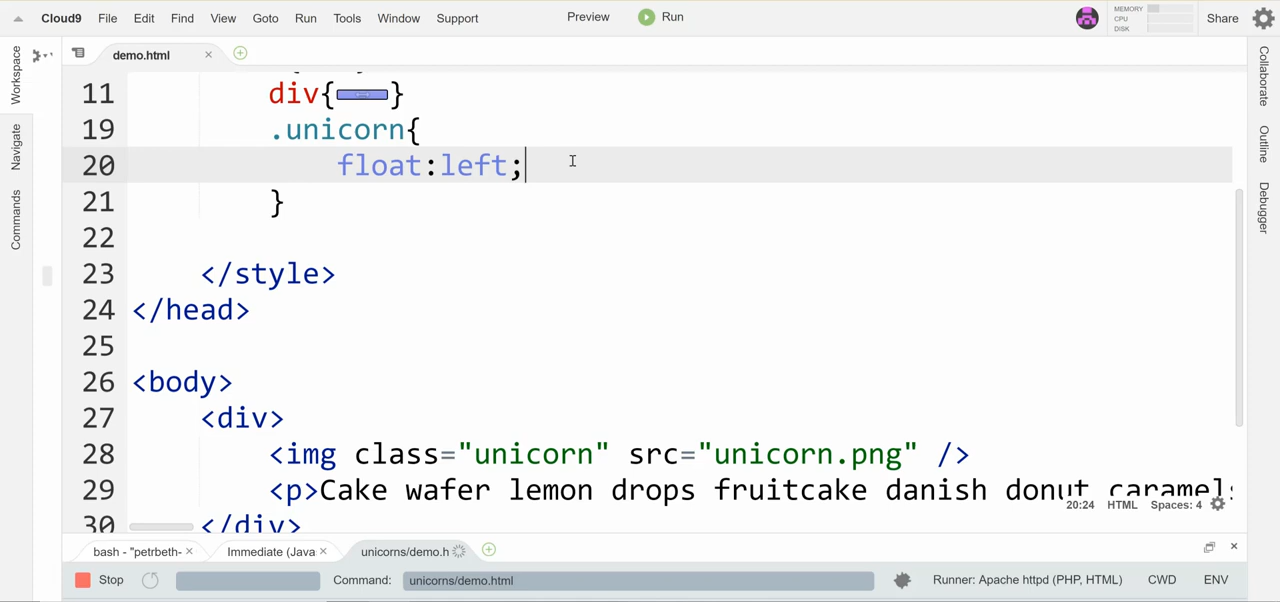 Cloud9 File Edit Find View Goto Run Tools Window Support Preview Run MEMORY CPU DISK Share
Workspace
Navigate
Commands
demo.html
11 div{ }
19 .unicorn{
20 float:left;
21 }
22
23 </style>
24 </head>
25
26 <body>
27 <div>
28 <img class="unicorn" src="unicorn.png" />
29 <p>Cake wafer lemon drops fruitcake danish donut caramels
30 </div>
20:24 HTML Spaces: 4
Collaborate
Outline
Debugger
bash - "petrbeth- Immediate (Java unicorns/demo.h
Stop Command: unicorns/demo.html Runner: Apache httpd (PHP, HTML) CWD ENV